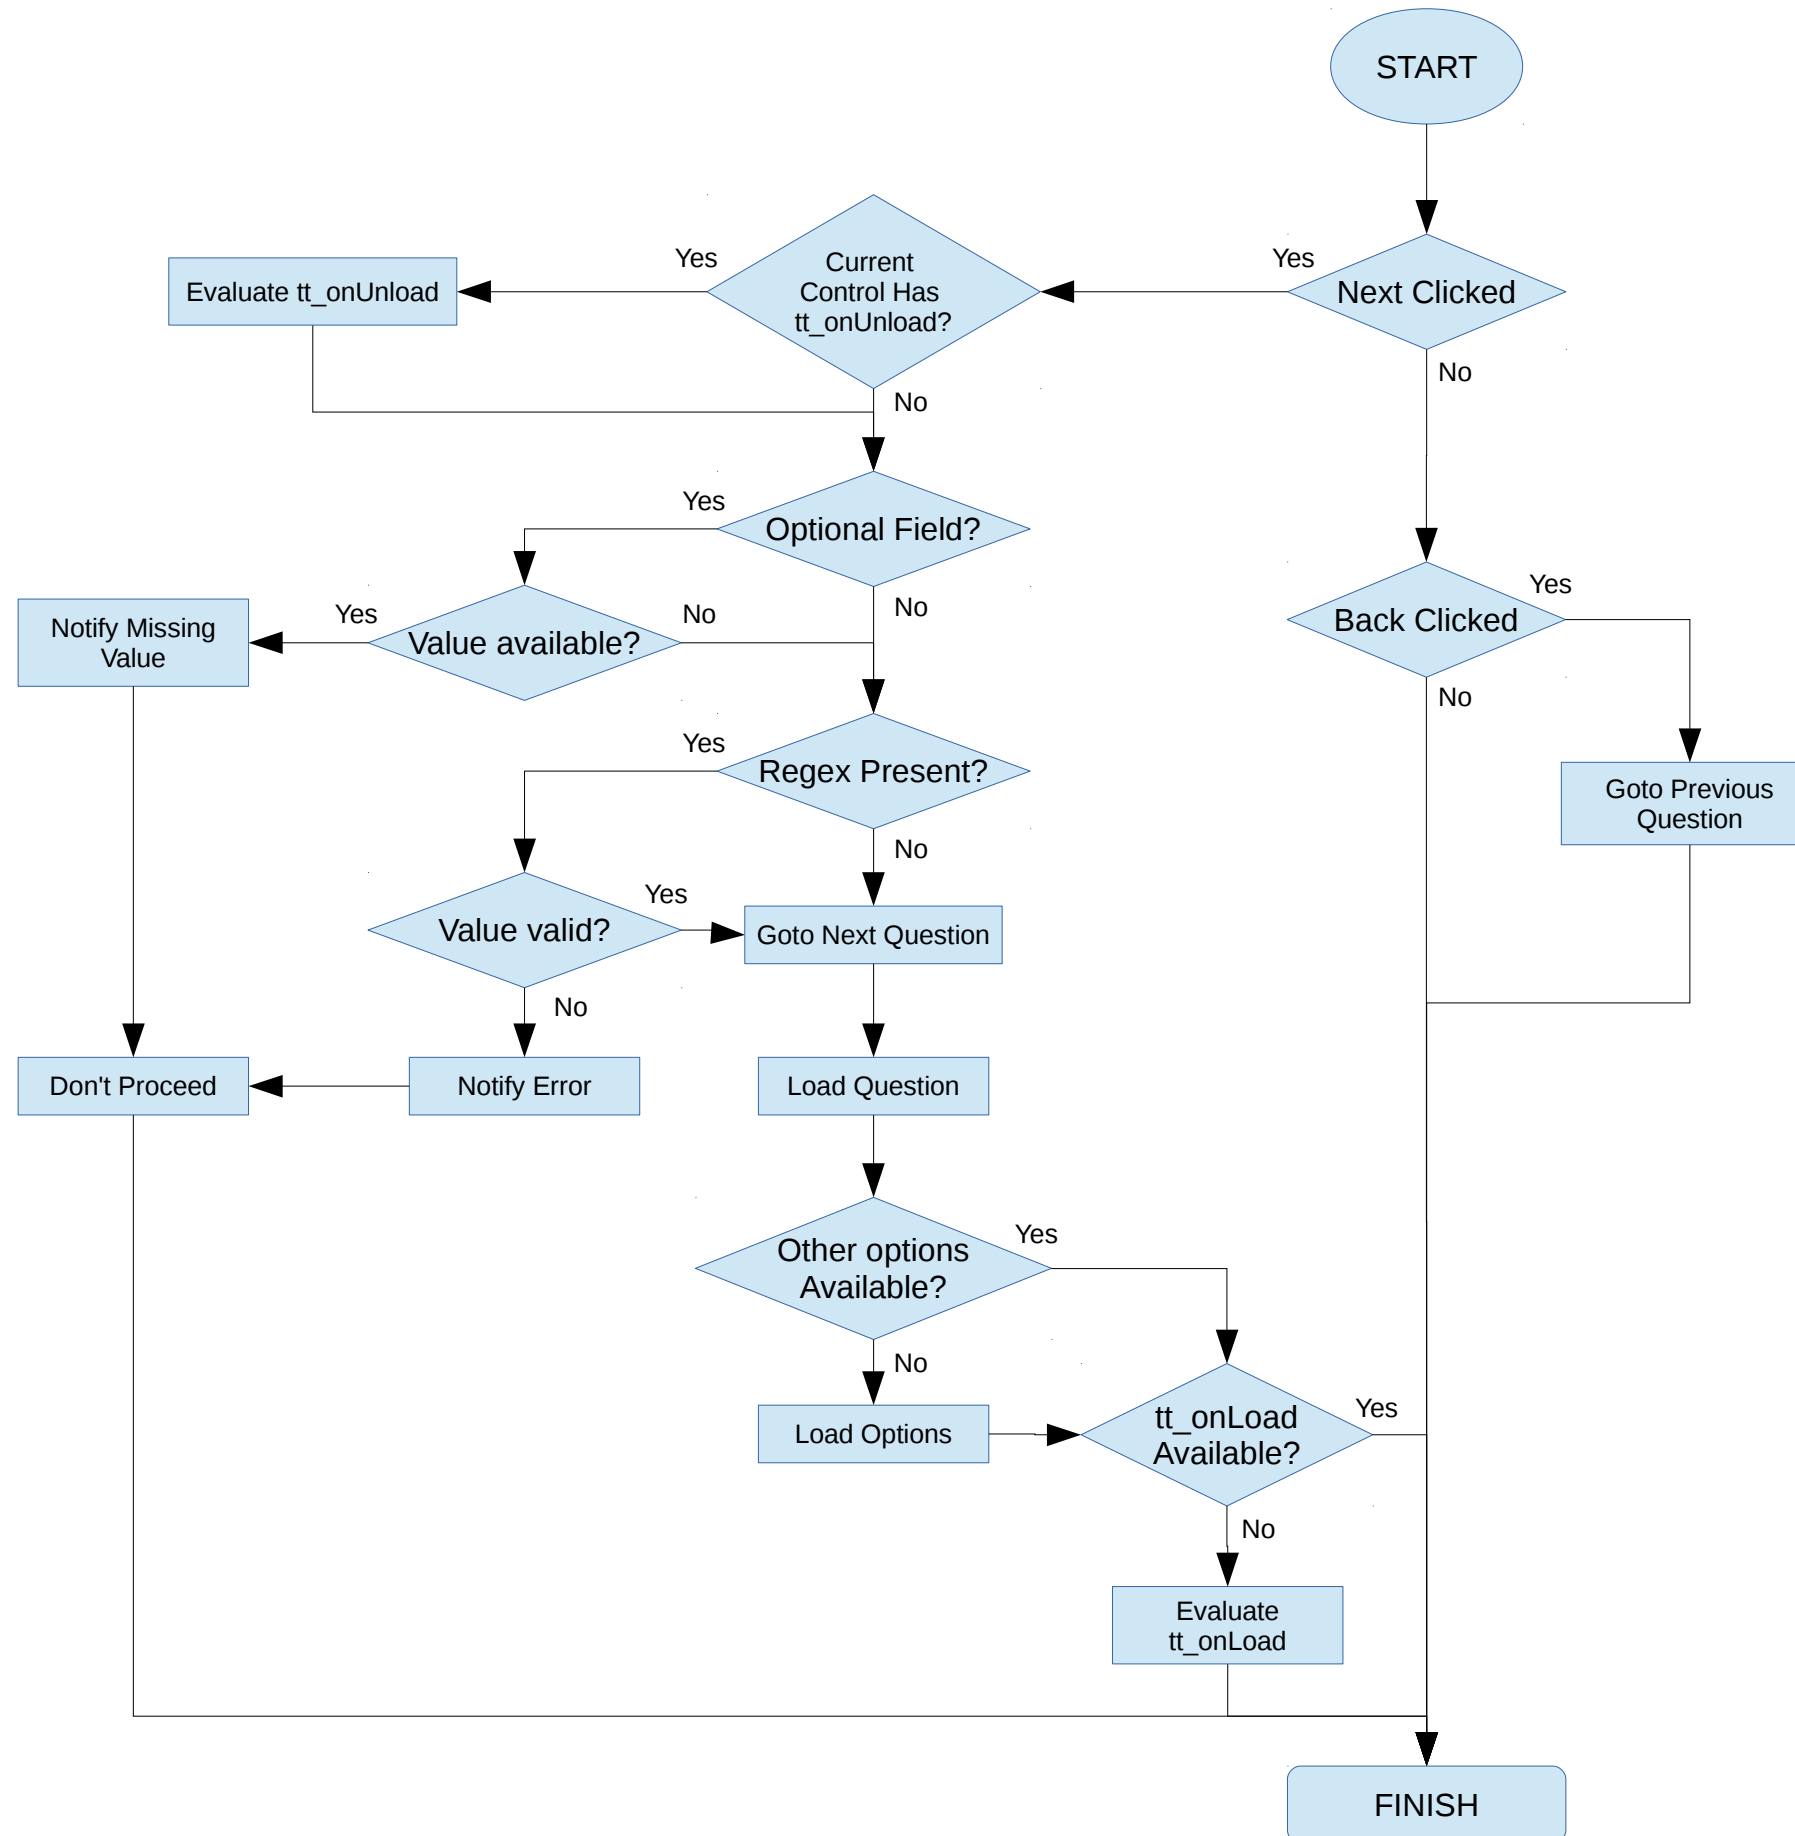 START
Yes
Current
Control Has
tt_onUnload?
Yes
Next Clicked
Evaluate tt_onUnload
No
No
Yes
Optional Field?
Notify Missing
Value
Yes
Value available?
No
No
Back Clicked
Yes
No
Yes
Regex Present?
Goto Previous
Question
No
Value valid?
Yes
Goto Next Question
No
Don't Proceed
Notify Error
Load Question
Other options
Available?
Yes
No
Load Options
tt_onLoad
Available?
Yes
No
Evaluate
tt_onLoad
FINISH